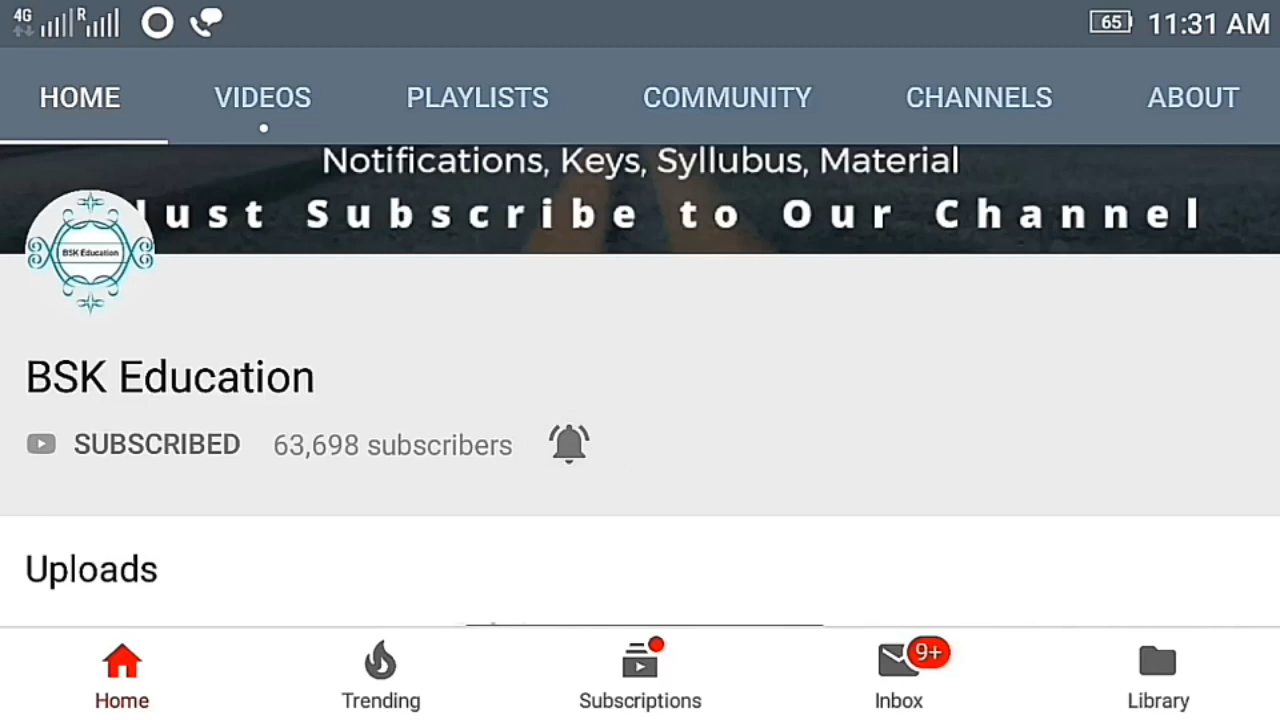 4G R 65 11:31 AM
HOME VIDEOS PLAYLISTS COMMUNITY CHANNELS ABOUT
Notifications, Keys, Syllubus, Material
Just Subscribe to Our Channel
BSK Education
BSK Education
SUBSCRIBED 63,698 subscribers
Uploads
9+
Home Trending Subscriptions Inbox Library